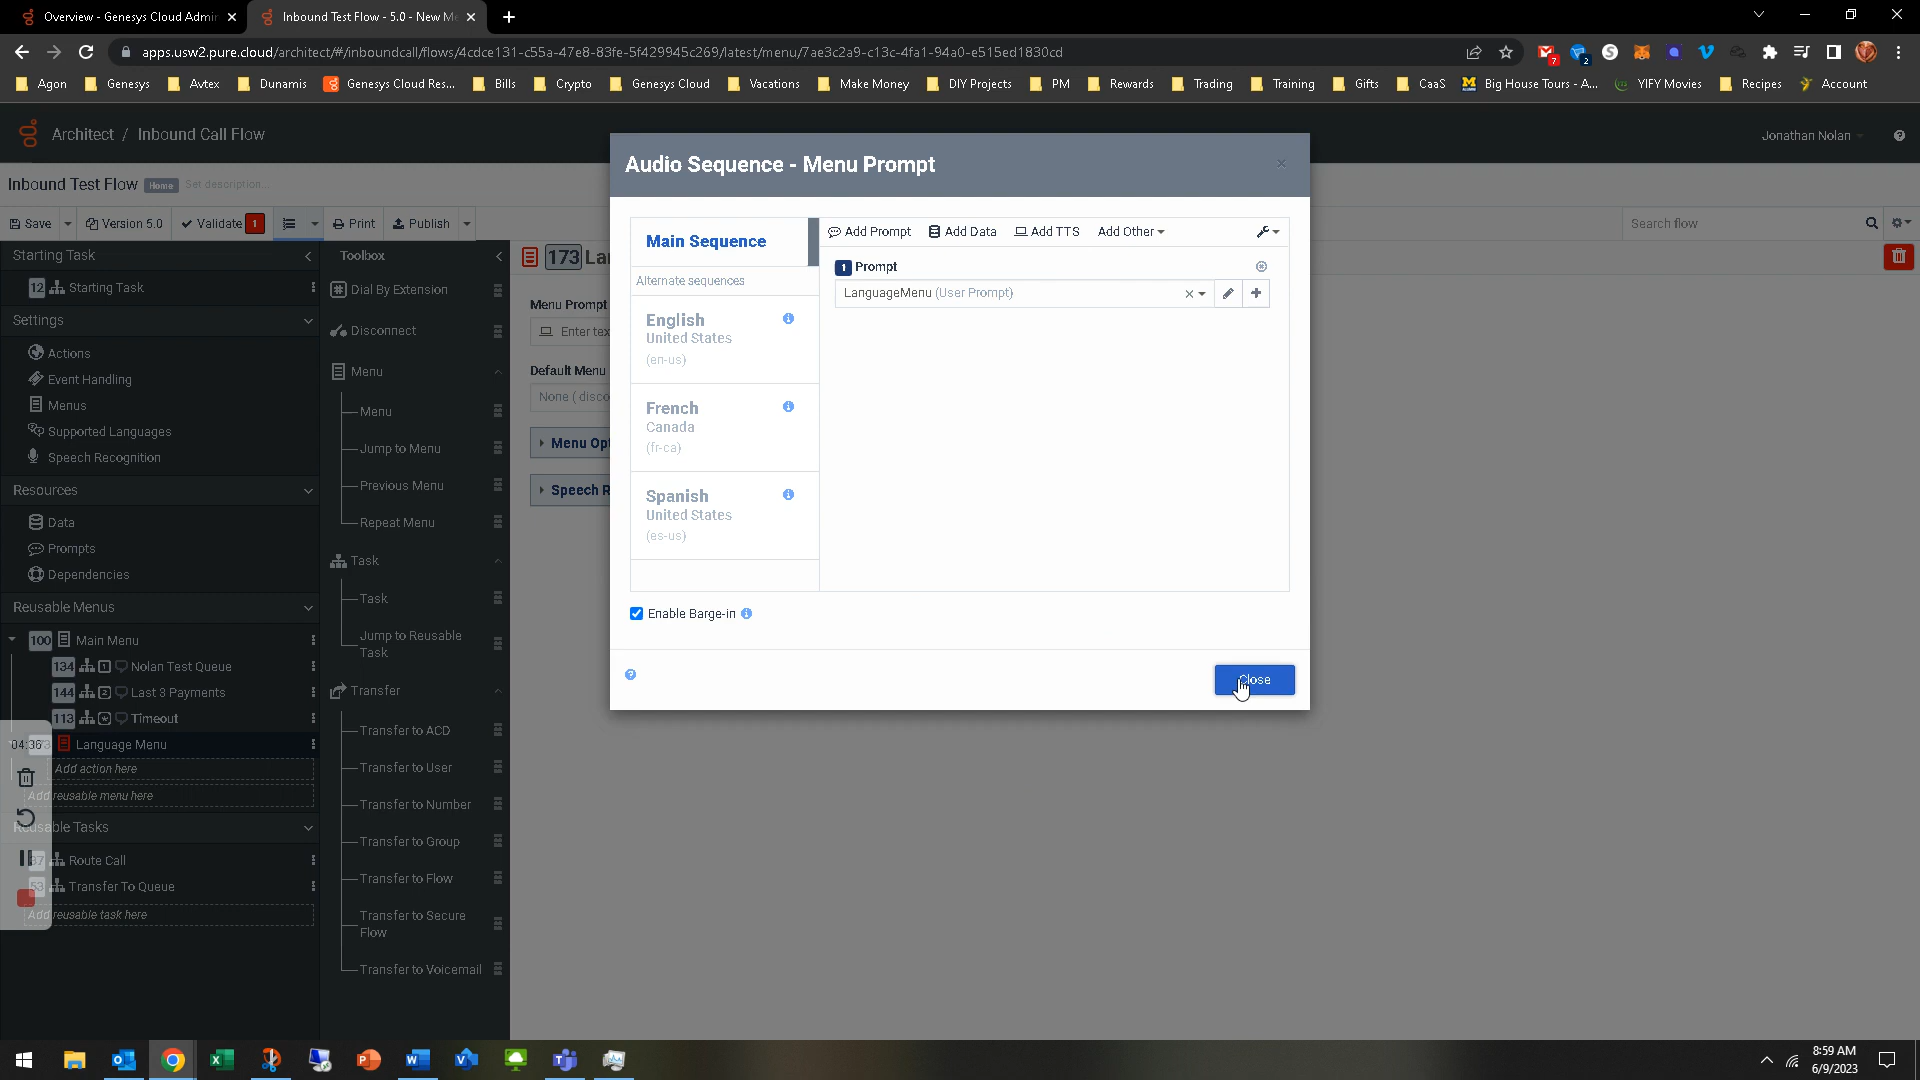 Overview - Genesys Cloud Admin
Inbound Test Flow - 5.0 - New Me
apps.usw2.pure.cloud/architect/#/inboundcall/flows/4cdce131-c55a-47e8-83fe-5f429945c269/latest/menu/7ae3c2a9-c13c-4fa1-94a0-e515ed1830cd
7
2
Agon
Genesys
Avtex
Dunamis
Genesys Cloud Res...
Bills
Crypto
Genesys Cloud
Vacations
Make Money
DIY Projects
PM
Rewards
Trading
Training
Gifts
CaaS
Big House Tours - A...
YIFY Movies
Recipes
Account
Architect / Inbound Call Flow
Jonathan Nolan
Inbound Test Flow Home Set description...
Save
Version 5.0
Validate 1
Print
Publish
Search flow
Starting Task
12 Starting Task
Settings
Actions
Event Handling
Menus
Supported Languages
Speech Recognition
Resources
Data
Prompts
Dependencies
Reusable Menus
100 Main Menu
134 1 Nolan Test Queue
144 2 Last 3 Payments
113 Timeout
04:36
Language Menu
Add action here
Add reusable menu here
Reusable Tasks
37 Route Call
53 Transfer To Queue
Add reusable task here
Toolbox
Dial By Extension
Disconnect
Menu
Menu
Jump to Menu
Previous Menu
Repeat Menu
Task
Task
Jump to Reusable
Task
Transfer
Transfer to ACD
Transfer to User
Transfer to Number
Transfer to Group
Transfer to Flow
Transfer to Secure
Flow
Transfer to Voicemail
173 Lan
Menu Prompt
Enter tex
Default Menu
None ( disco
Menu Opt
Speech R
Audio Sequence - Menu Prompt
Main Sequence
Alternate sequences
English
United States
(en-us)
French
Canada
(fr-ca)
Spanish
United States
(es-us)
Add Prompt
Add Data
Add TTS
Add Other
1 Prompt
LanguageMenu (User Prompt)
Enable Barge-in
Close
8:59 AM
6/9/2023